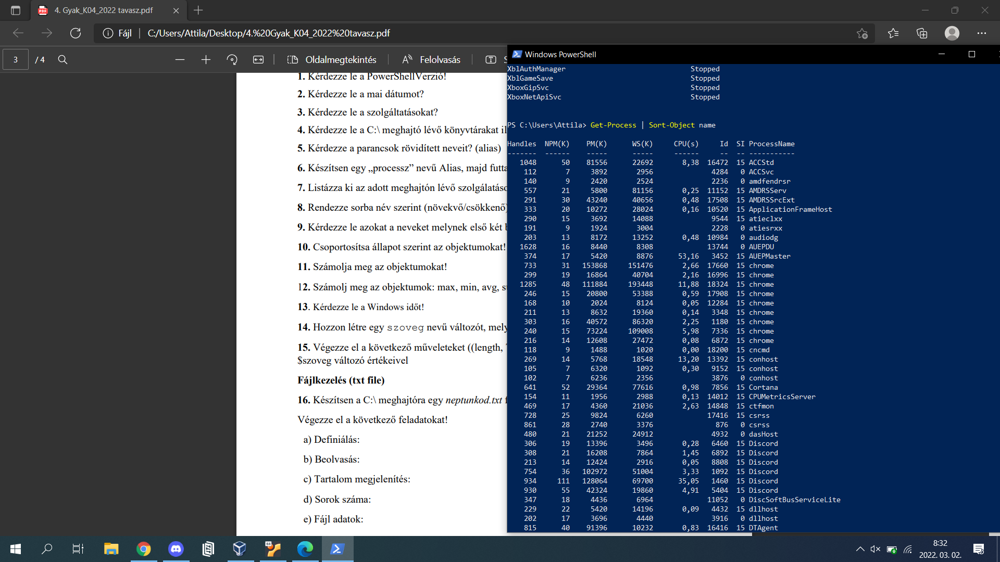 4. Gyak_K04_2022 tavasz.pdf
Fájl
C:/Users/Attila/Desktop/4.%20Gyak_K04_2022%20tavasz.pdf
3 / 4
Oldalmegtekintés
Felolvasás
1. Kérdezze le a PowerShellVerzió!
2. Kérdezze le a mai dátumot?
3. Kérdezze le a szolgáltatásokat?
4. Kérdezze le a C:\ meghajtó lévő könyvtárakat
5. Kérdezze a parancsok rövidített neveit? (alias)
6. Készítsen egy „processz” nevű Alias, majd
7. Listázza ki az adott meghajtón lévő
8. Rendezze sorba név szerint (növekvő/csökkenő)
9. Kérdezze le azokat a neveket melynek első két
10. Csoportosítsa állapot szerint az objektumokat!
11. Számolja meg az objektumokat!
12. Számolj meg az objektumok: max, min, avg,
13. Kérdezze le a Windows időt!
14. Hozzon létre egy szoveg nevű változót,
15. Végezze el a következő műveleteket ((length,
$szoveg változó értékeivel
Fájlkezelés (txt file)
16. Készítsen a C:\ meghajtóra egy neptunkod.txt
Végezze el a következő feladatokat!
a) Definiálás:
b) Beolvasás:
c) Tartalom megjelenítés:
d) Sorok száma:
e) Fájl adatok:
Windows PowerShell
XblAuthManager Stopped
XblGameSave Stopped
XboxGipSvc Stopped
XboxNetApiSvc Stopped
PS C:\Users\Attila> Get-Process | Sort-Object name
Handles NPM(K) PM(K) WS(K) CPU(s) Id SI ProcessName
------- ------ ----- ----- ------ -- -- -----------
1048 50 81556 22692 8,38 16472 15 ACCStd
112 7 3892 2956 4284 0 ACCSvc
140 9 2420 2524 2236 0 amdfendrsr
557 21 5800 81156 0,25 11152 15 AMDRSServ
291 30 43240 40656 0,48 17508 15 AMDRSSrcExt
333 20 10272 28024 0,16 10520 15 ApplicationFrameHost
290 15 3692 14088 9544 15 atieclxx
191 9 1924 3004 2228 0 atiesrxx
203 13 8172 13252 0,48 10984 0 audiodg
1628 16 8440 8308 13744 0 AUEPDU
374 17 5420 8876 53,16 3452 15 AUEPMaster
733 31 153868 151476 2,66 17660 15 chrome
299 19 16864 40704 2,16 16996 15 chrome
1285 48 111884 193448 11,88 18324 15 chrome
246 15 20800 53388 0,59 17908 15 chrome
168 10 2024 8124 0,05 12284 15 chrome
211 13 8632 19360 0,14 3348 15 chrome
303 16 40572 86320 2,25 1180 15 chrome
240 15 73224 109008 5,98 7336 15 chrome
216 14 12608 27472 0,08 6872 15 chrome
118 9 1488 1020 0,00 18200 15 cncmd
269 14 5768 18548 13,20 13392 15 conhost
105 7 6320 1092 0,30 9152 15 conhost
102 7 6236 2356 3876 0 conhost
641 52 29364 77616 0,98 7856 15 Cortana
154 11 1956 2988 0,13 14012 15 CPUMetricsServer
469 17 4360 21036 2,63 14848 15 ctfmon
728 25 9824 6260 17416 15 csrss
861 28 2740 3376 876 0 csrss
480 21 21252 24912 4932 0 dasHost
306 19 13396 3496 0,28 6460 15 Discord
308 21 16208 7864 1,45 6892 15 Discord
213 14 12424 2916 0,05 8808 15 Discord
754 36 102972 51004 3,33 1092 15 Discord
934 111 128064 69700 35,05 1460 15 Discord
930 55 42324 19860 4,91 5404 15 Discord
347 18 4436 6964 11052 0 DiscSoftBusServiceLite
229 22 5420 14196 0,09 4432 15 dllhost
202 17 3696 4440 3916 0 dllhost
815 40 91396 10232 0,83 16416 15 DTAgent
8:32
2022. 03. 02.